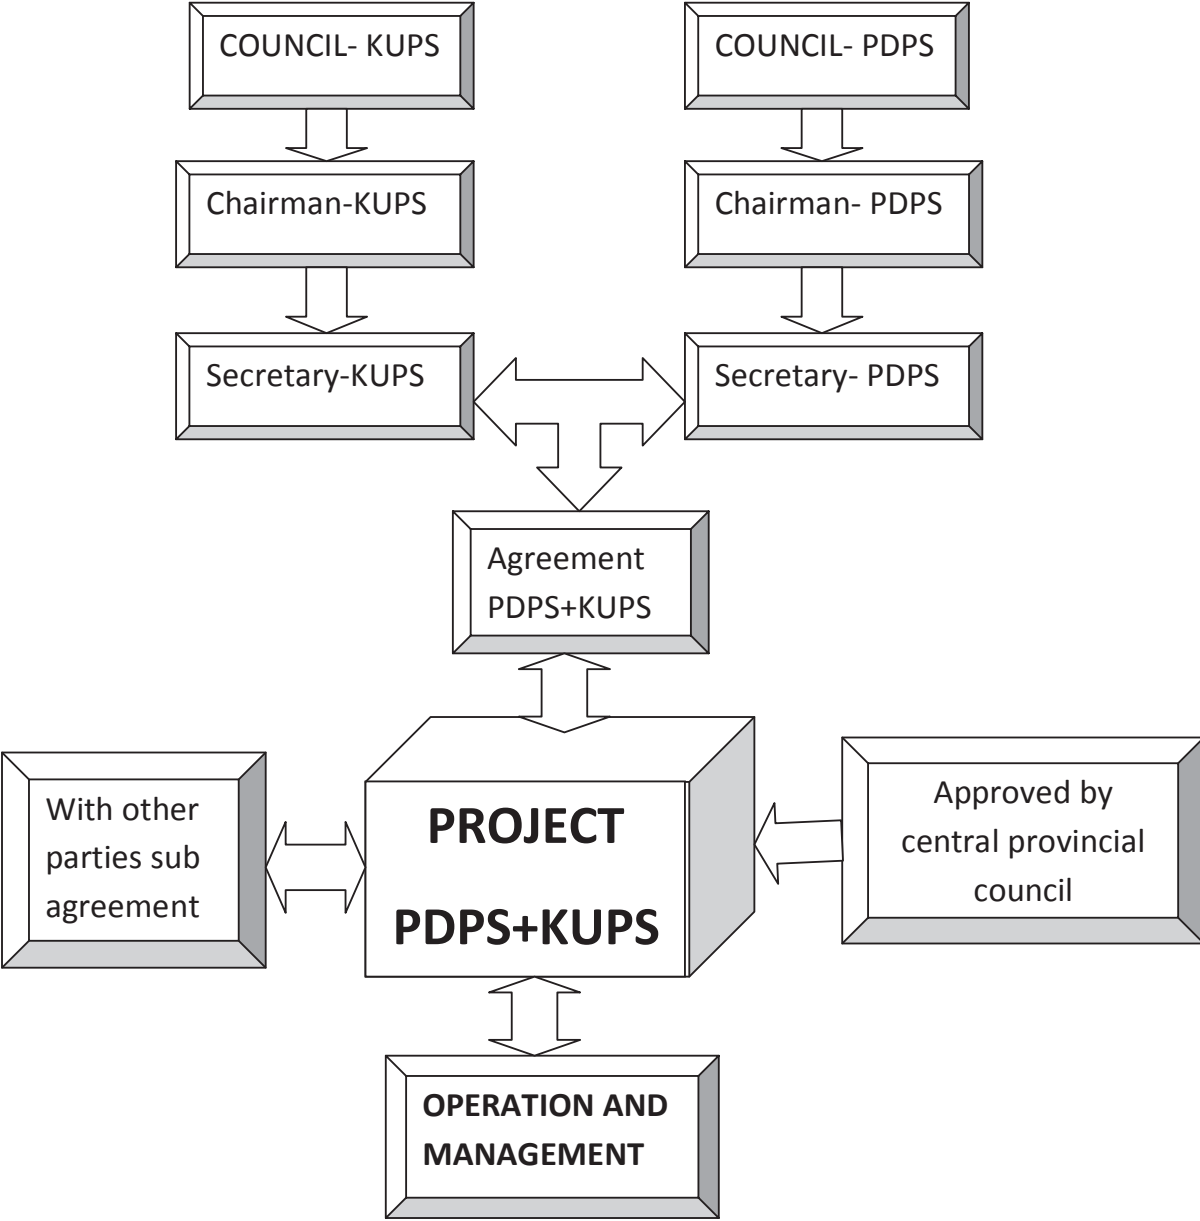 COUNCIL- KUPS
COUNCIL- PDPS
Chairman-KUPS
Chairman- PDPS
Secretary-KUPS
Secretary- PDPS
Agreement
PDPS+KUPS
With other
parties sub
agreement
PROJECT
PDPS+KUPS
Approved by
central provincial
council
OPERATION AND
MANAGEMENT